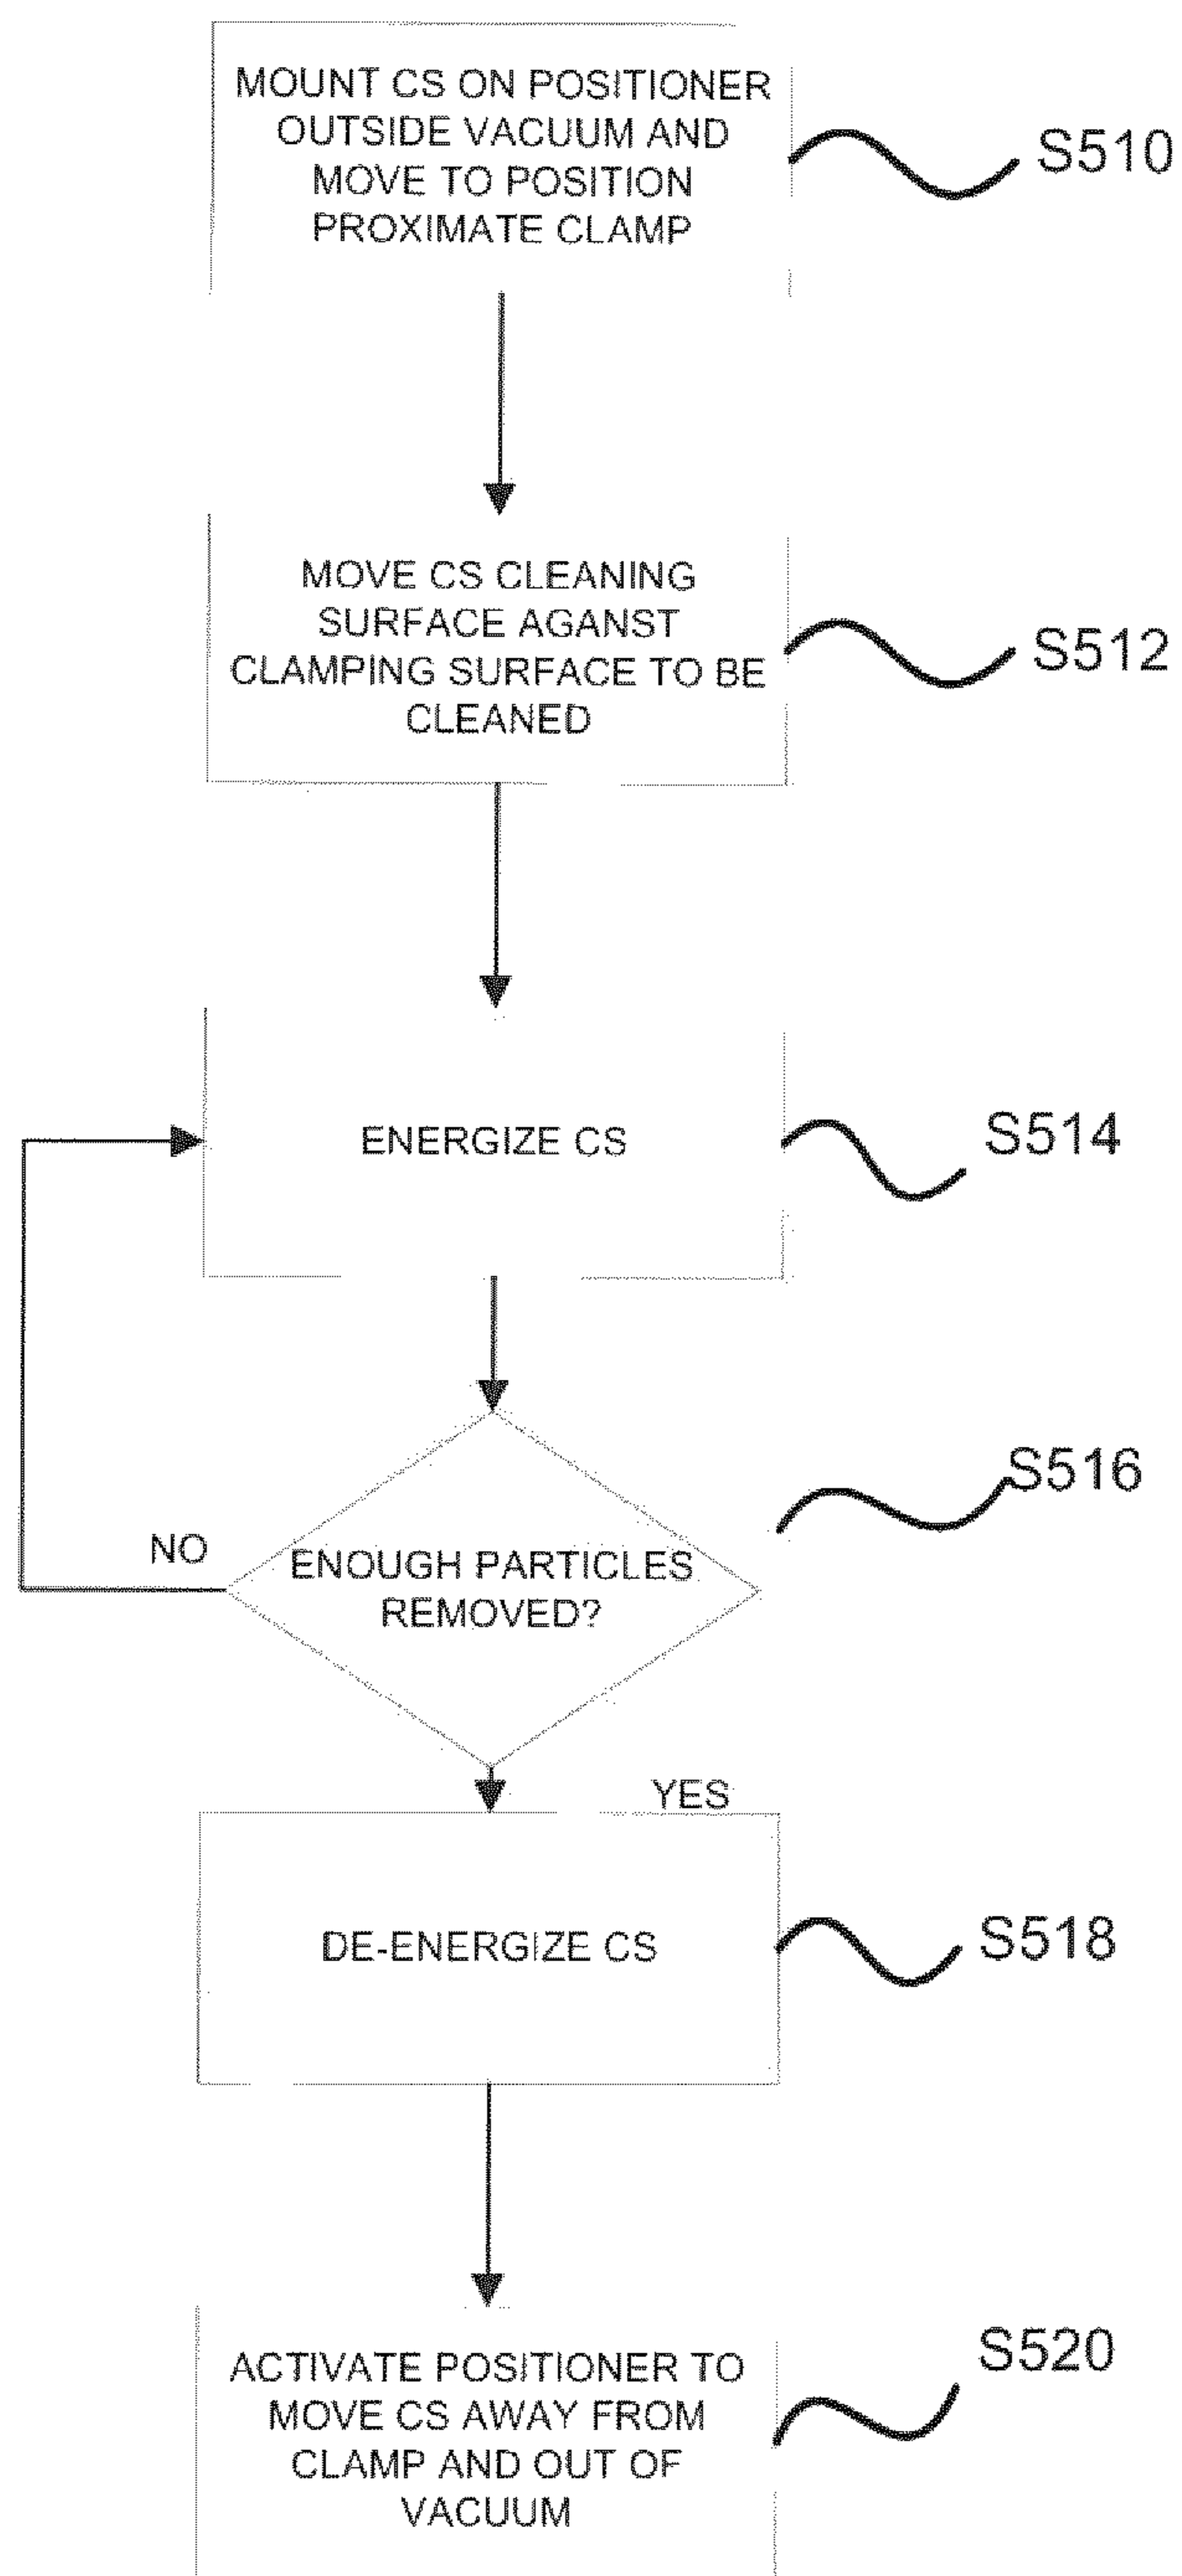 MOUNT CS ON POSITIONER
OUTSIDE VACUUM AND
MOVE TO POSITION
PROXIMATE CLAMP
S510
MOVE CS CLEANING
SURFACE AGANST
CLAMPING SURFACE TO BE
CLEANED
S512
ENERGIZE CS
S514
S516
NO
ENOUGH PARTICLES
REMOVED?
YES
DE-ENERGIZE CS
S518
S520
ACTIVATE POSITIONER TO
MOVE CS AWAY FROM
CLAMP AND OUT OF
VACUUM